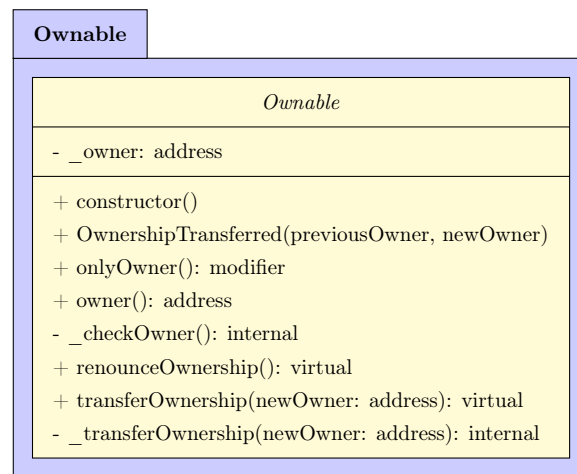 Ownable
Ownable
- _owner: address
+ constructor()
+ OwnershipTransferred(previousOwner, newOwner)
+ onlyOwner(): modifier
+ owner(): address
- _checkOwner(): internal
+ renounceOwnership(): virtual
+ transferOwnership(newOwner: address): virtual
- _transferOwnership(newOwner: address): internal